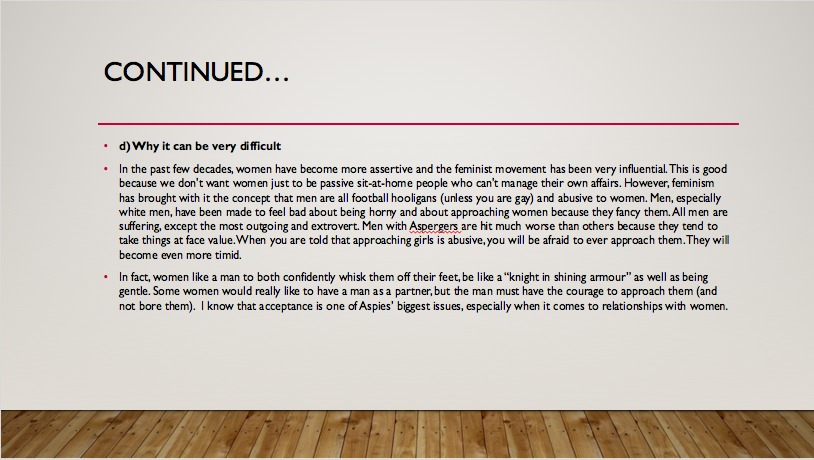 CONTINUED…
• d) Why it can be very difficult
• In the past few decades, women have become more assertive and the feminist movement has been very influential. This is good
because we don't want women just to be passive sit-at-home people who can't manage their own affairs. However, feminism
has brought with it the concept that men are all football hooligans (unless you are gay) and abusive to women. Men, especially
white men, have been made to feel bad about being horny and about approaching women because they fancy them. All men are
suffering, except the most outgoing and extrovert. Men with Aspergers are hit much worse than others because they tend to
take things at face value. When you are told that approaching girls is abusive, you will be afraid to ever approach them. They will
become even more timid.
• In fact, women like a man to both confidently whisk them off their feet, be like a “knight in shining armour” as well as being
gentle. Some women would really like to have a man as a partner, but the man must have the courage to approach them (and
not bore them).  I know that acceptance is one of Aspies’ biggest issues, especially when it comes to relationships with women.